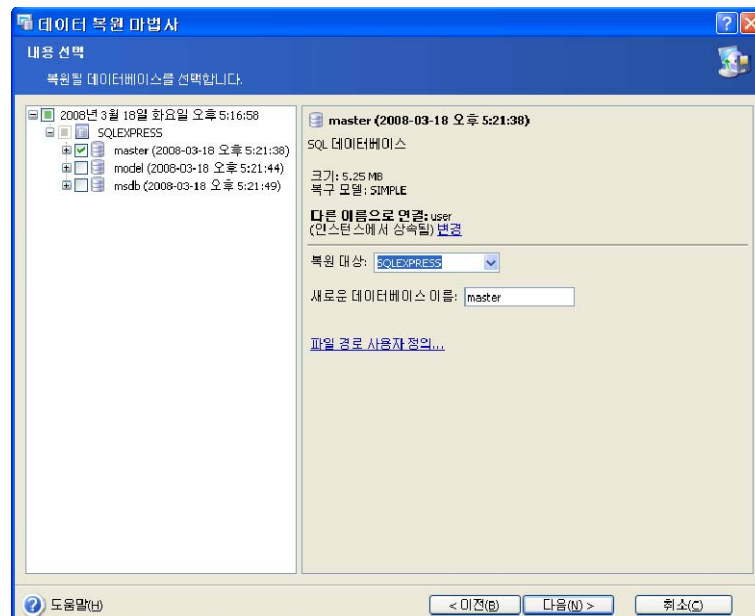 데이터 복원 마법사
내용 선택
복원될 데이터베이스를 선택합니다.
2008년 3월 18일 화요일 오후 5:16:58
SQLEXPRESS
master (2008-03-18 오후 5:21:38)
model (2008-03-18 오후 5:21:44)
msdb (2008-03-18 오후 5:21:49)
master (2008-03-18 오후 5:21:38)
SQL 데이터베이스
크기: 5.25 MB
복구 모델: SIMPLE
다른 이름으로 연결: user
(인스턴스에서 상속됨) 변경
복원 대상: SQLEXPRESS
새로운 데이터베이스 이름: master
파일 경로 사용자 정의...
도움말(H)
< 이전(B)
다음(N) >
취소(C)